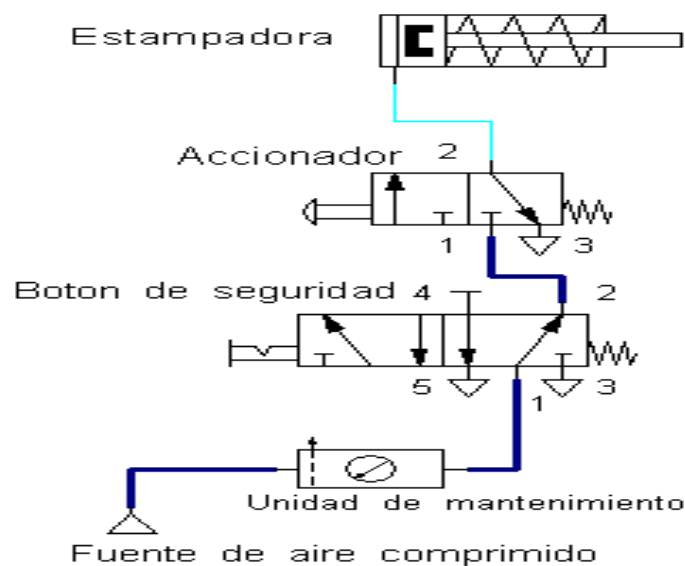 Estampadora
Accionador 2
1 3
Boton de seguridad 4 2
5 1 3
Unidad de mantenimiento
Fuente de aire comprimido